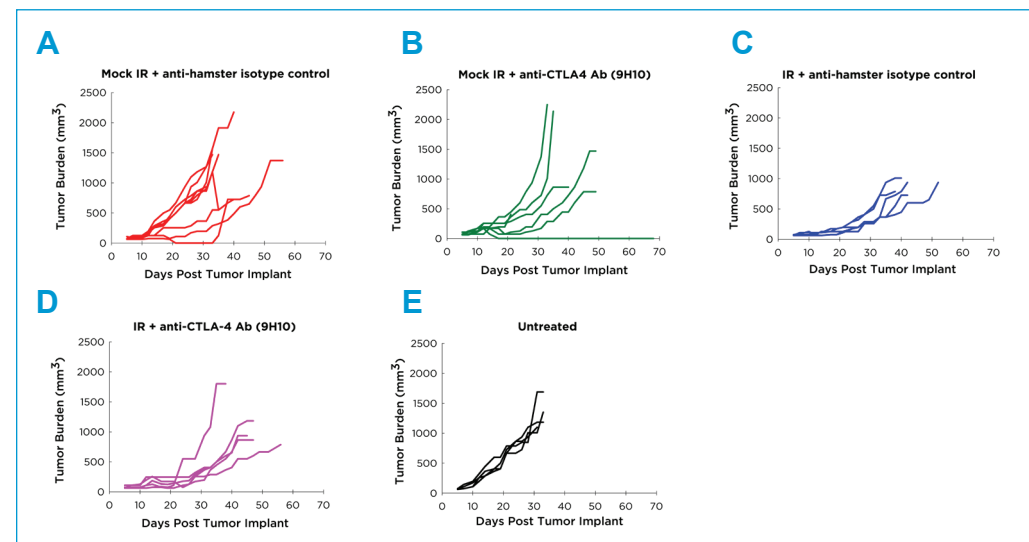 A
Mock IR + anti-hamster isotype control
Tumor Burden (mm3)
2500
2000
1500
1000
500
0
0 10 20 30 40 50 60 70
Days Post Tumor Implant
B
Mock IR + anti-CTLA4 Ab (9H10)
Tumor Burden (mm3)
2500
2000
1500
1000
500
0
0 10 20 30 40 50 60 70
Days Post Tumor Implant
C
IR + anti-hamster isotype control
Tumor Burden (mm3)
2500
2000
1500
1000
500
0
0 10 20 30 40 50 60 70
Days Post Tumor Implant
D
IR + anti-CTLA-4 Ab (9H10)
Tumor Burden (mm3)
2500
2000
1500
1000
500
0
0 10 20 30 40 50 60 70
Days Post Tumor Implant
E
Untreated
Tumor Burden (mm3)
2500
2000
1500
1000
500
0
0 10 20 30 40 50 60 70
Days Post Tumor Implant